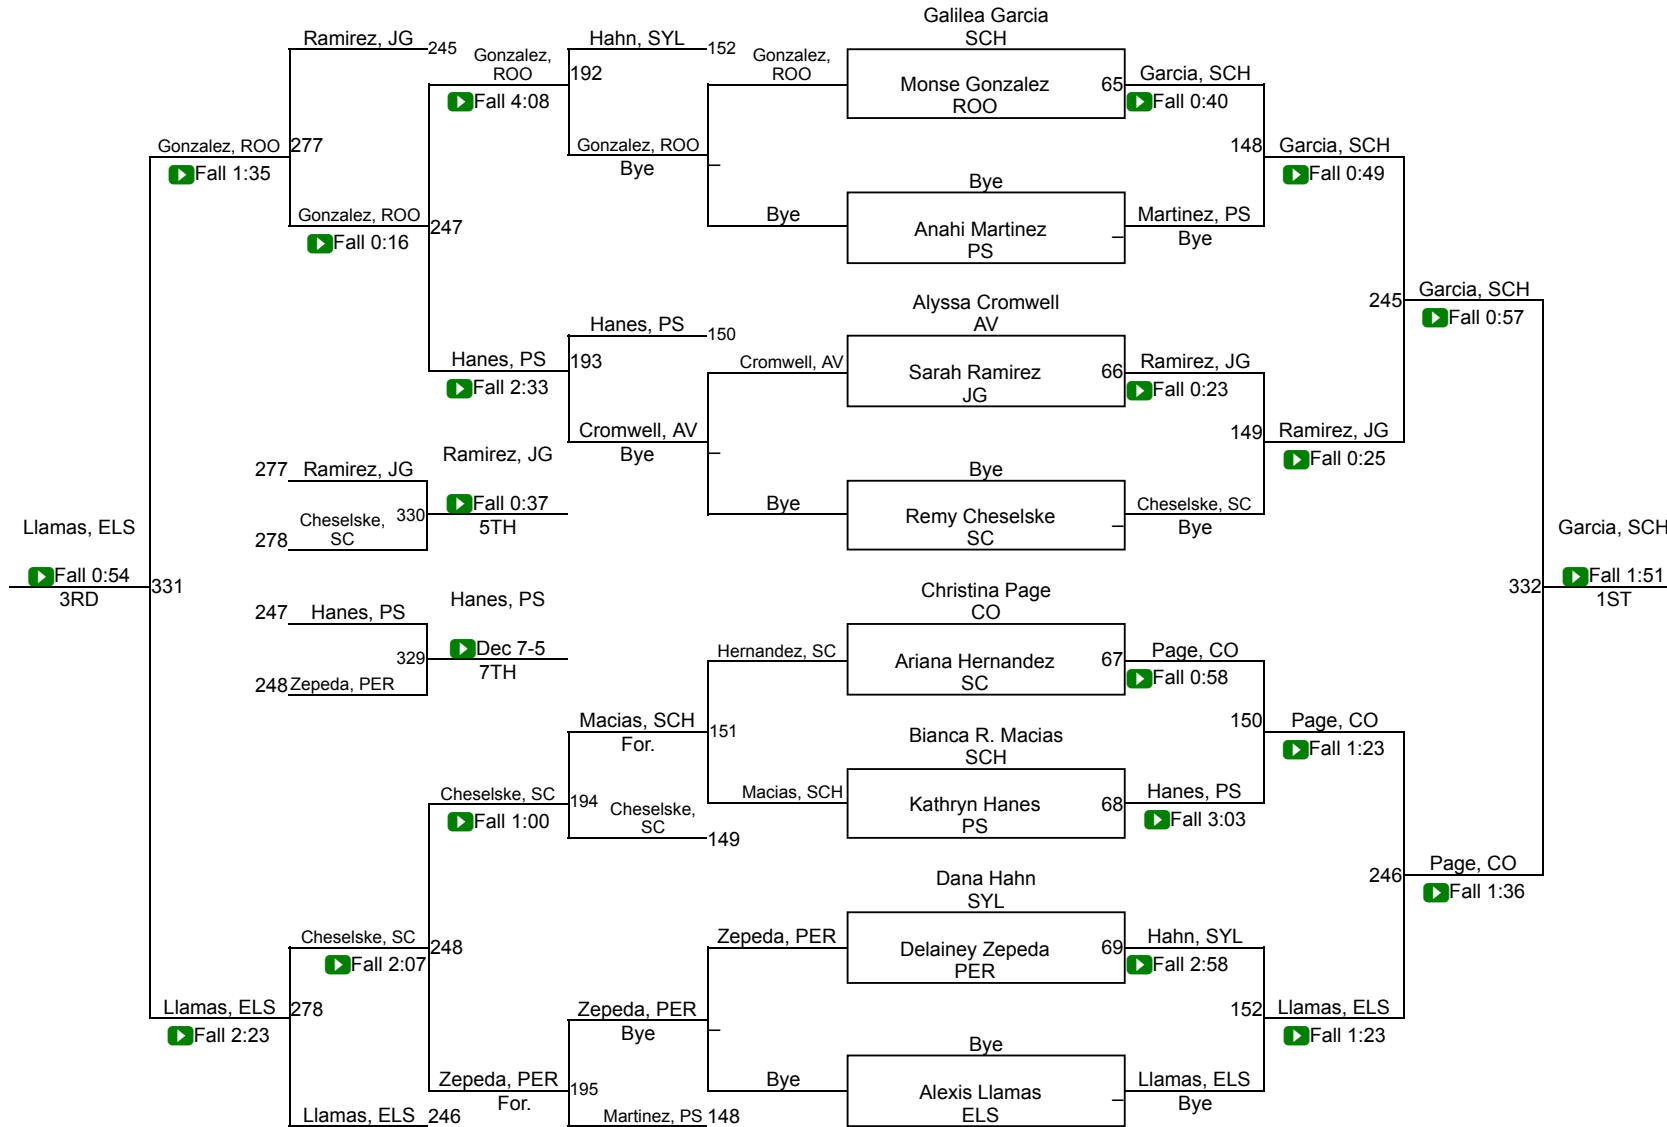 Galilea Garcia
SCH
Ramirez, JG
245
Gonzalez,
ROO
192
Fall 4:08
Hahn, SYL
152
Gonzalez,
ROO
Monse Gonzalez
ROO
65
Garcia, SCH
Fall 0:40
Gonzalez, ROO
277
Fall 1:35
Gonzalez, ROO
Bye
–
148
Garcia, SCH
Fall 0:49
Bye
Gonzalez, ROO
247
Fall 0:16
Bye
Anahi Martinez
PS
–
Martinez, PS
Bye
Alyssa Cromwell
AV
245
Garcia, SCH
Fall 0:57
Hanes, PS
150
Hanes, PS
193
Fall 2:33
Cromwell, AV
Sarah Ramirez
JG
66
Ramirez, JG
Fall 0:23
Cromwell, AV
Bye
–
149
Ramirez, JG
Fall 0:25
Ramirez, JG
277
Ramirez, JG
Bye
Fall 0:37
5TH
330
Cheselske,
SC
278
Bye
Remy Cheselske
SC
–
Cheselske, SC
Bye
Llamas, ELS
Fall 0:54
3RD
331
Garcia, SCH
332
Fall 1:51
1ST
Christina Page
CO
247
Hanes, PS
Hanes, PS
329
Dec 7-5
7TH
248
Zepeda, PER
Hernandez, SC
Ariana Hernandez
SC
67
Page, CO
Fall 0:58
Macias, SCH
For.
151
Bianca R. Macias
SCH
150
Page, CO
Fall 1:23
Cheselske, SC
194
Fall 1:00
Cheselske,
SC
149
Macias, SCH
Kathryn Hanes
PS
68
Hanes, PS
Fall 3:03
Dana Hahn
SYL
246
Page, CO
Fall 1:36
Cheselske, SC
248
Fall 2:07
Zepeda, PER
Delainey Zepeda
PER
69
Hahn, SYL
Fall 2:58
Llamas, ELS
278
Fall 2:23
Zepeda, PER
Bye
–
152
Llamas, ELS
Fall 1:23
Bye
Zepeda, PER
For.
195
Bye
Alexis Llamas
ELS
–
Llamas, ELS
Bye
Llamas, ELS
246
Martinez, PS
148